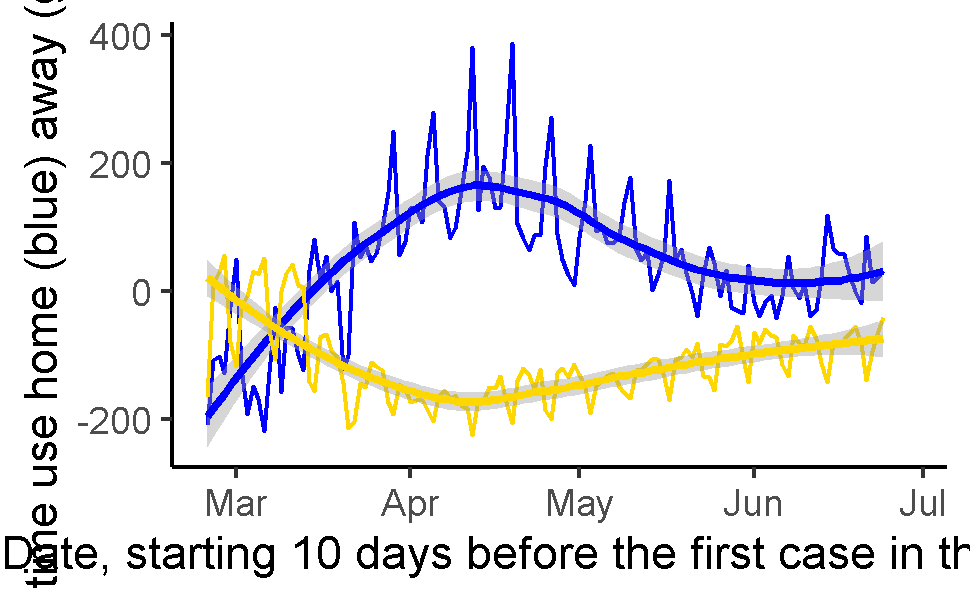 time use home (blue) away (
400
200
0
-200
Mar Apr May Jun Jul
Date, starting 10 days before the first case in th